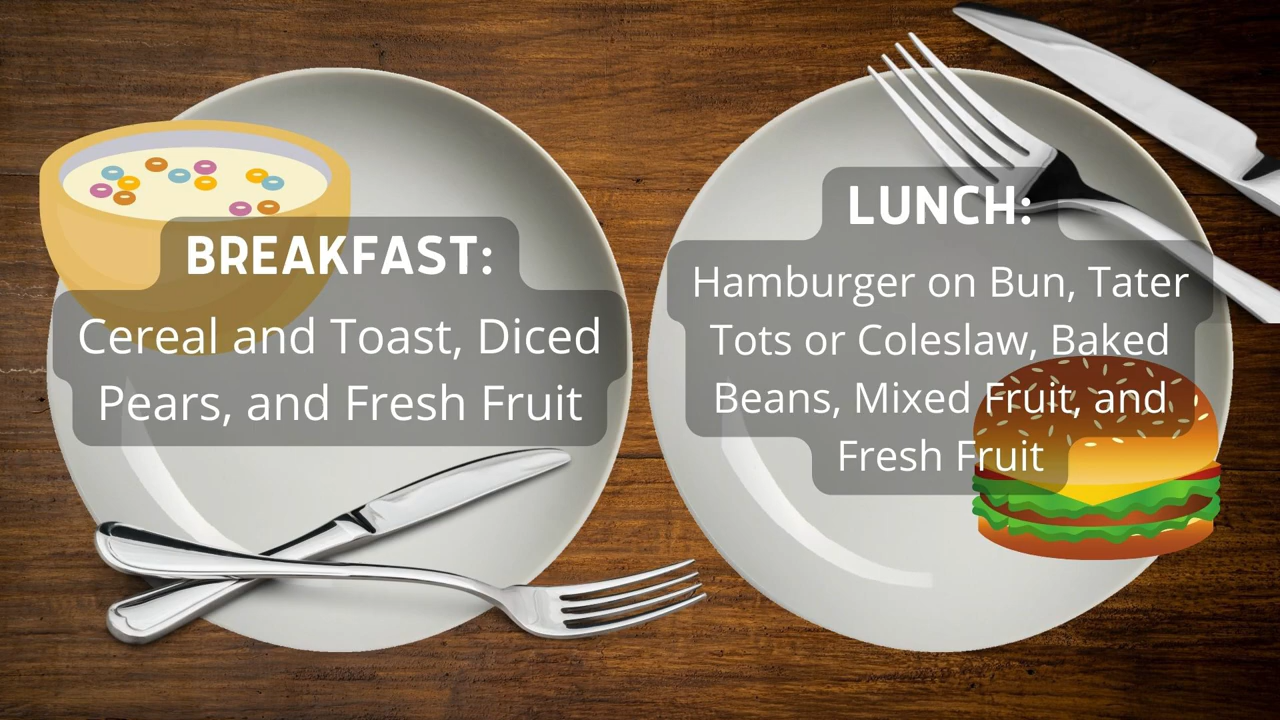 BREAKFAST:
Cereal and Toast, Diced
Pears, and Fresh Fruit
LUNCH:
Hamburger on Bun, Tater
Tots or Coleslaw, Baked
Beans, Mixed Fruit, and
Fresh Fruit